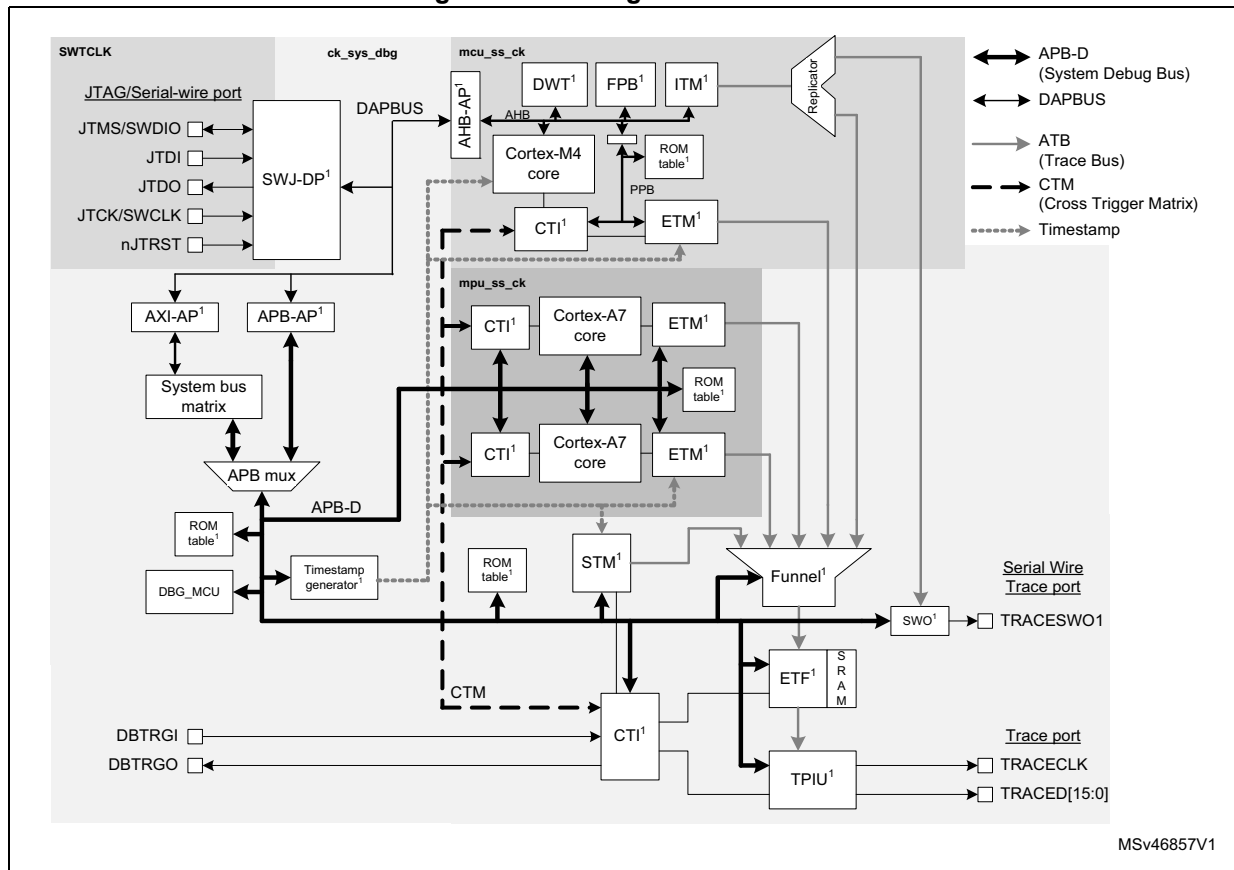 SWTCLK
ck_sys_dbg
mcu_ss_ck
JTAG/Serial-wire port
JTMS/SWDIO
JTDI
JTDO
JTCK/SWCLK
nJTRST
SWJ-DP¹
DAPBUS
AHB-AP¹
AHB
DWT¹
FPB¹
ITM¹
Replicator
Cortex-M4
core
ROM
table¹
PPB
CTI¹
ETM¹
APB-D
(System Debug Bus)
DAPBUS
ATB
(Trace Bus)
CTM
(Cross Trigger Matrix)
Timestamp
mpu_ss_ck
CTI¹
Cortex-A7
core
ETM¹
ROM
table¹
CTI¹
Cortex-A7
core
ETM¹
AXI-AP¹
APB-AP¹
System bus
matrix
APB mux
APB-D
ROM
table¹
DBG_MCU
Timestamp
generator¹
ROM
table¹
STM¹
Funnel¹
Serial Wire
Trace port
SWO¹
TRACESWO1
ETF¹
SRAM
CTM
CTI¹
DBTRGI
DBTRGO
TPIU¹
Trace port
TRACECLK
TRACED[15:0]
MSv46857V1